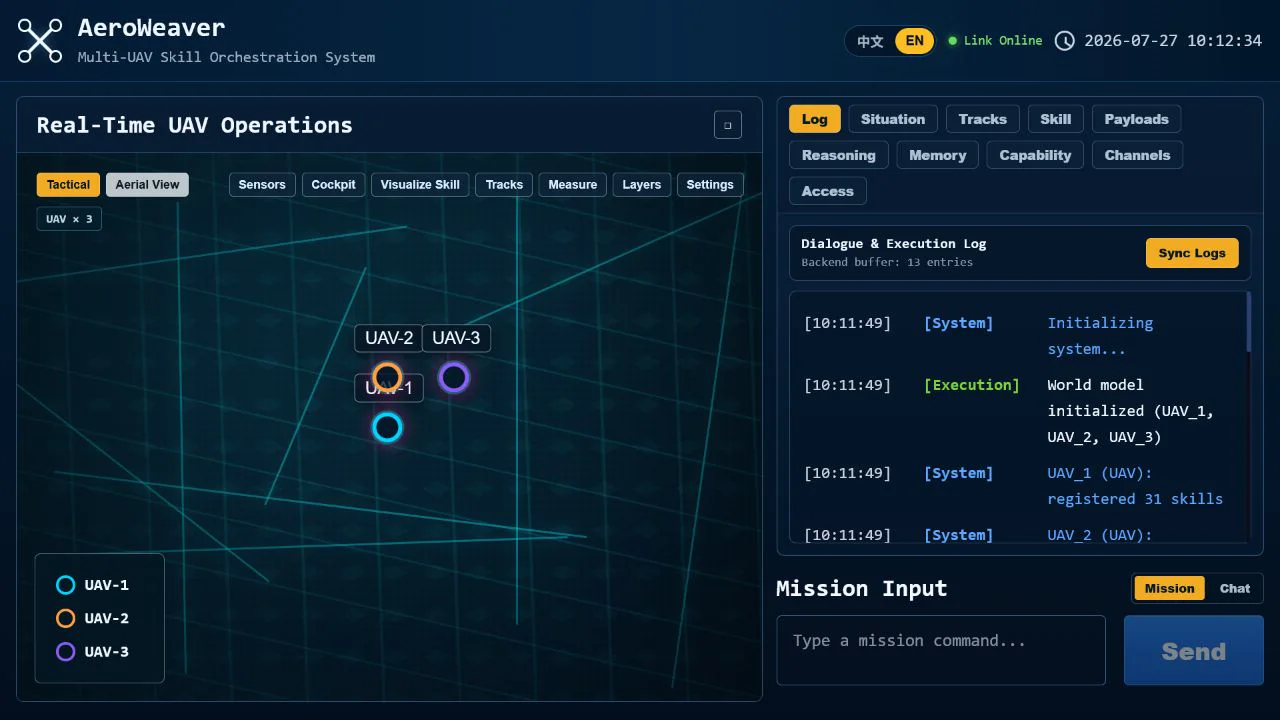 AeroWeaver
Multi-UAV Skill Orchestration System
中文 EN
Link Online
2026-07-27 10:12:34
Real-Time UAV Operations
Tactical Aerial View Sensors Cockpit Visualize Skill Tracks Measure Layers Settings
UAV × 3
UAV-2 UAV-3
UAV-1
UAV-1
UAV-2
UAV-3
Log Situation Tracks Skill Payloads
Reasoning Memory Capability Channels
Access
Dialogue & Execution Log
Backend buffer: 13 entries
Sync Logs
[10:11:49] [System] Initializing
system...
[10:11:49] [Execution] World model
initialized (UAV_1,
UAV_2, UAV_3)
[10:11:49] [System] UAV_1 (UAV):
registered 31 skills
[10:11:49] [System] UAV_2 (UAV):
Mission Input
Mission Chat
Type a mission command...
Send